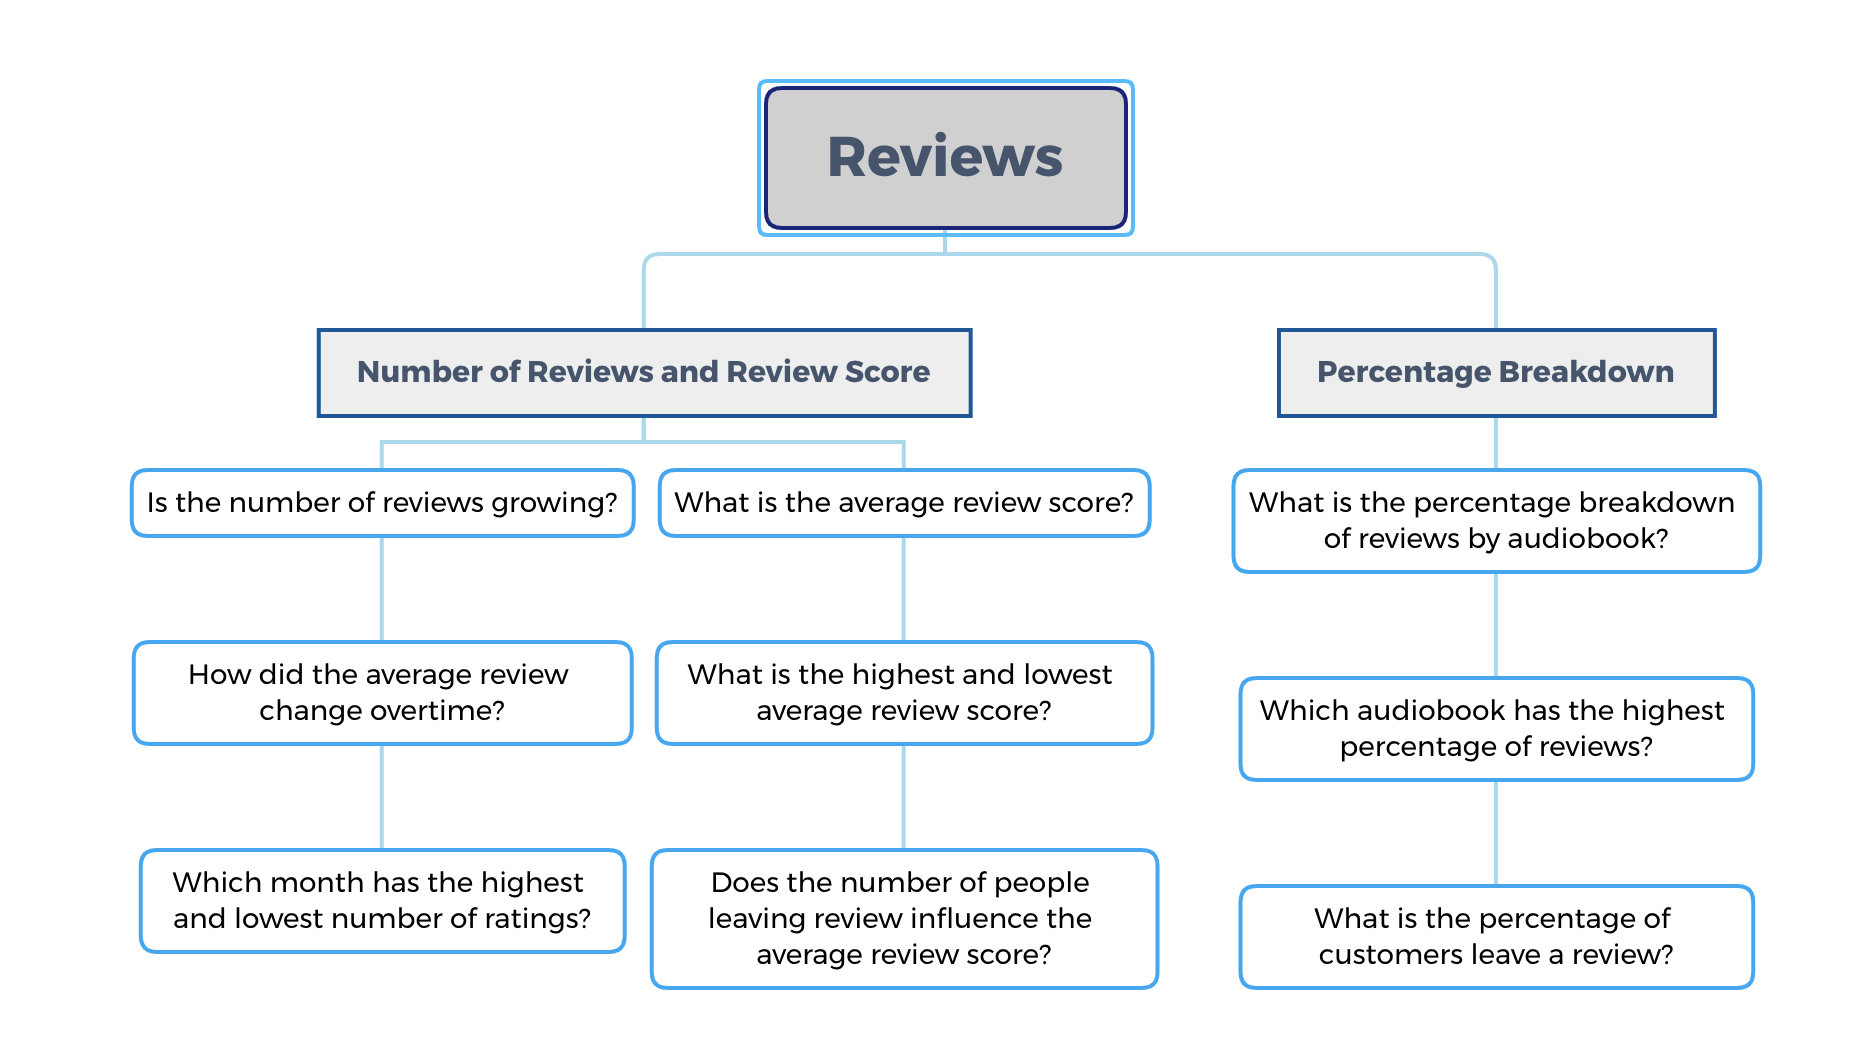 Reviews
Number of Reviews and Review Score
Percentage Breakdown
Is the number of reviews growing?
What is the average review score?
What is the percentage breakdown
of reviews by audiobook?
How did the average review
change overtime?
What is the highest and lowest
average review score?
Which audiobook has the highest
percentage of reviews?
Which month has the highest
and lowest number of ratings?
Does the number of people
leaving review influence the
average review score?
What is the percentage of
customers leave a review?